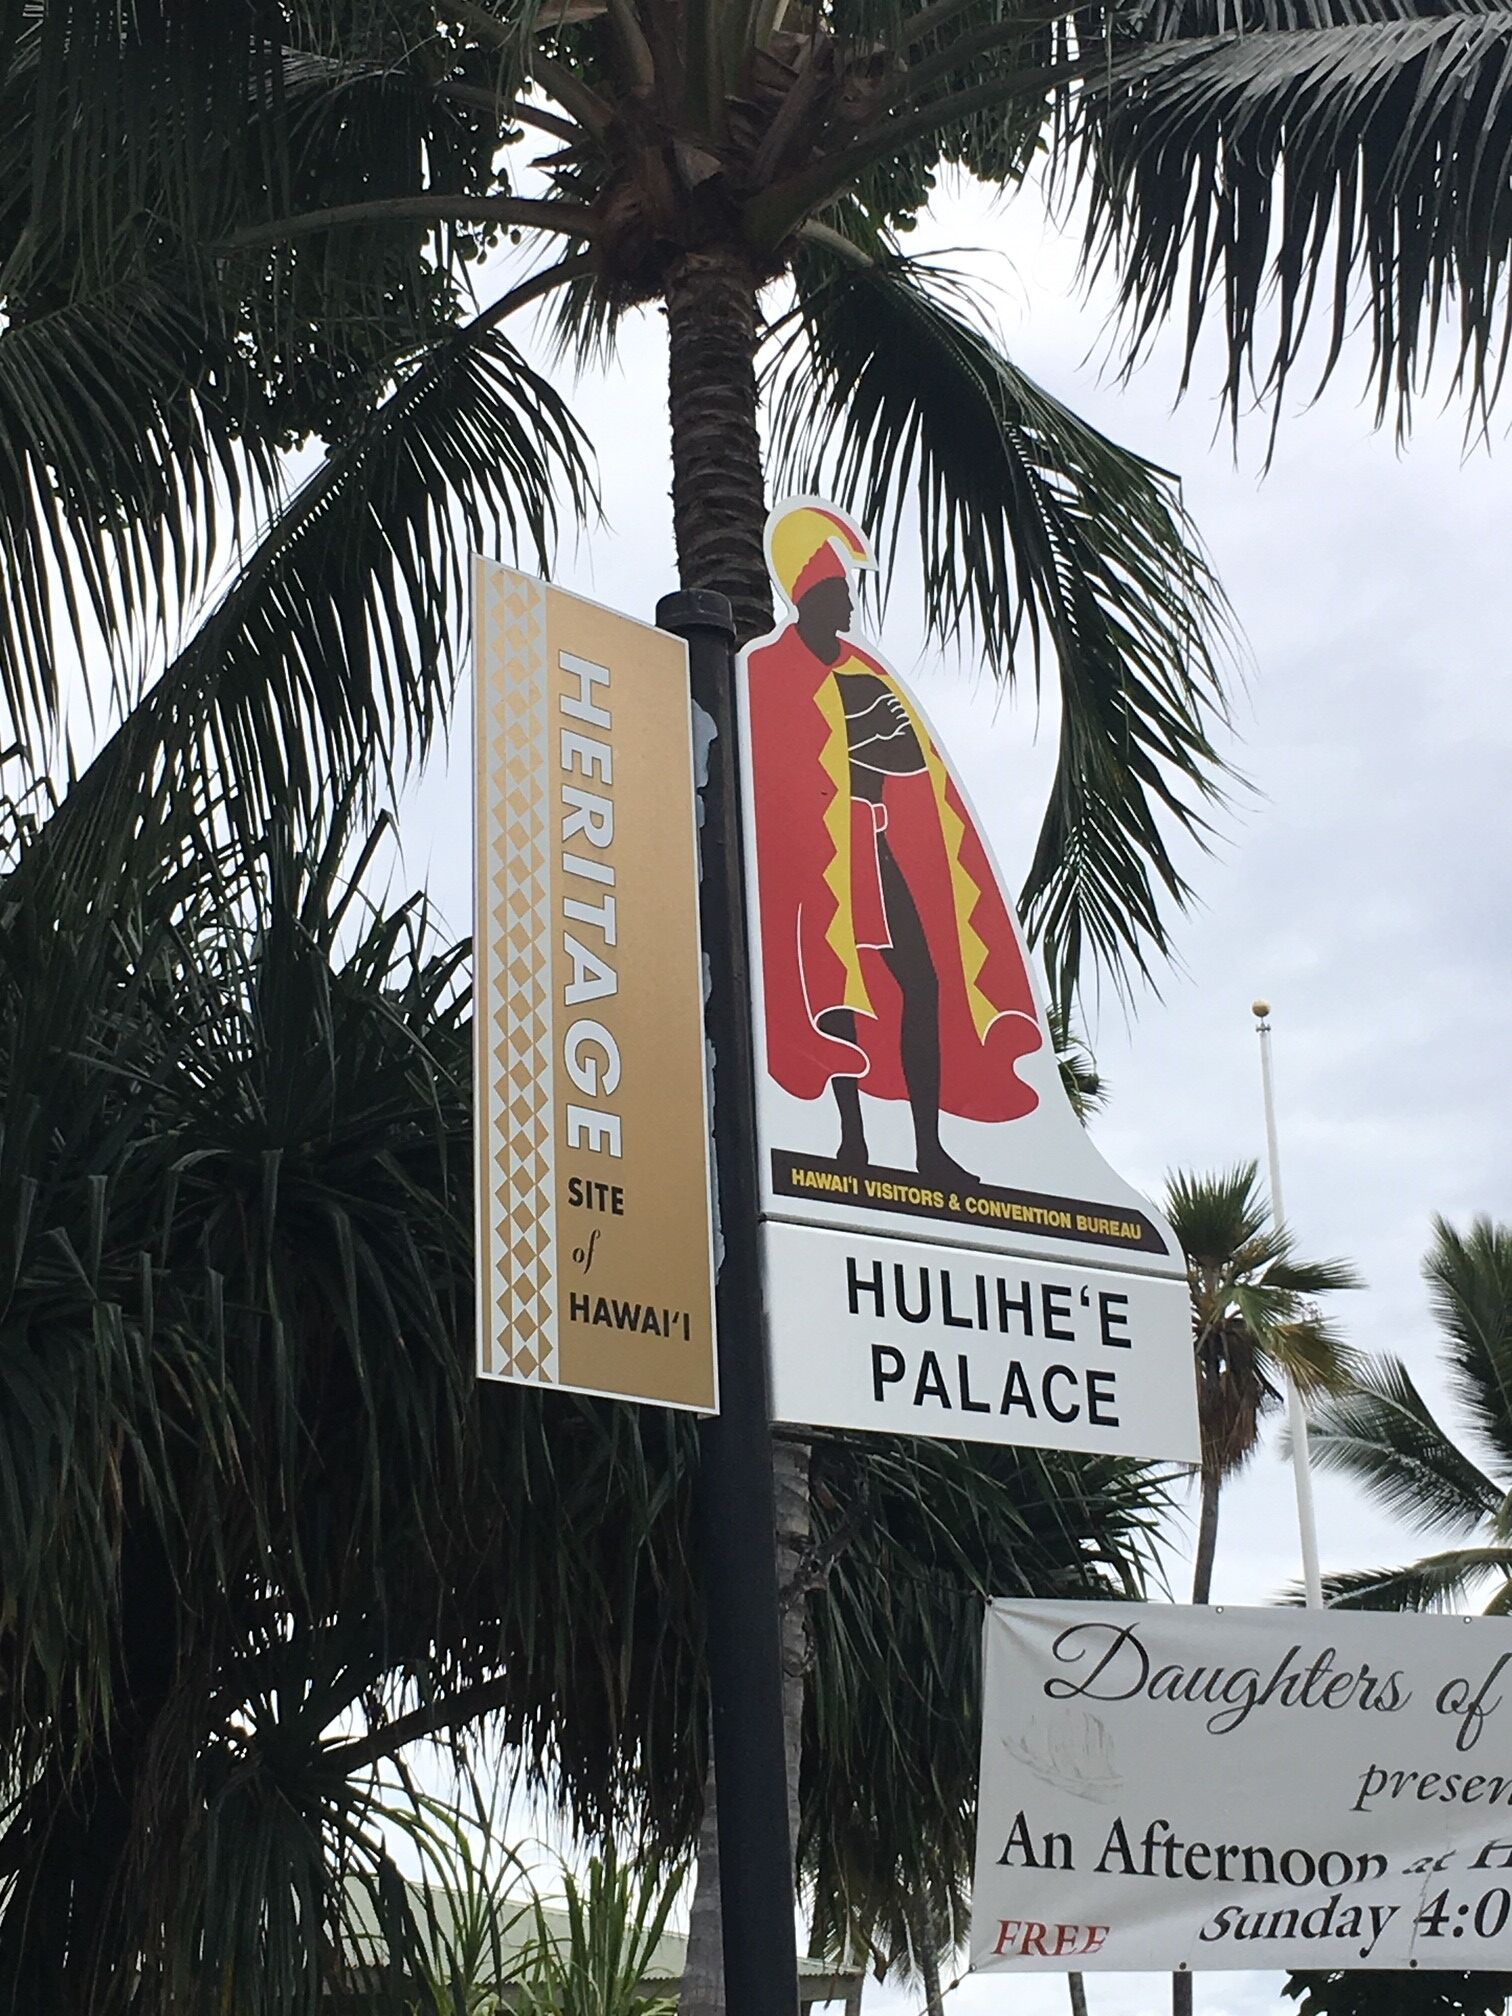 HERITAGE
SITE
of
HAWAI‘I
HAWAI‘I VISITORS & CONVENTION BUREAU
HULIHE‘E
PALACE
Daughters of
presen
An Afternoon at H
Sunday 4:0
FREE